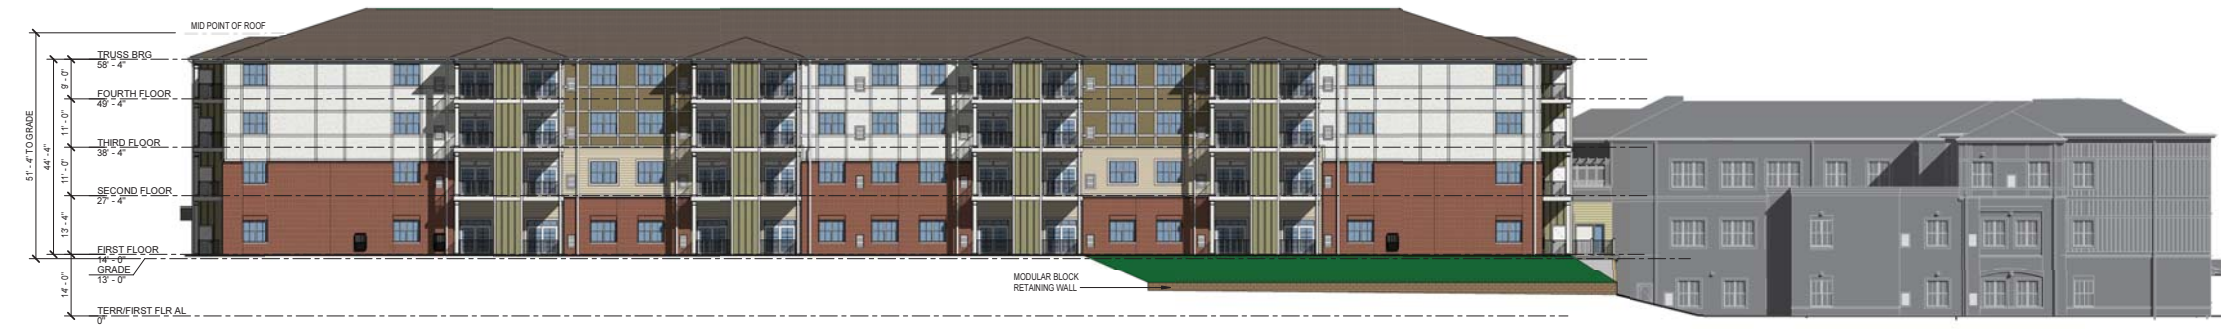 MID POINT OF ROOF
TRUSS BRG
58' - 4"
9' - 0"
FOURTH FLOOR
49' - 4"
11' - 0"
THIRD FLOOR
38' - 4"
51' - 4" TO GRADE
44' - 4"
11' - 0"
SECOND FLOOR
27' - 4"
13' - 4"
FIRST FLOOR
14' - 0"
GRADE
13' - 0"
14' - 0"
MODULAR BLOCK
RETAINING WALL
TERR/FIRST FLR AL
0"